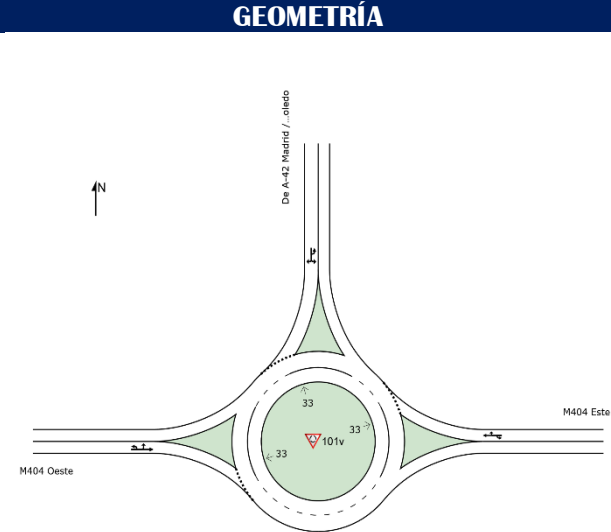 GEOMETRÍA
De A-42 Madrid / ...oledo
N
M404 Este
33
33
101v
33
M404 Oeste